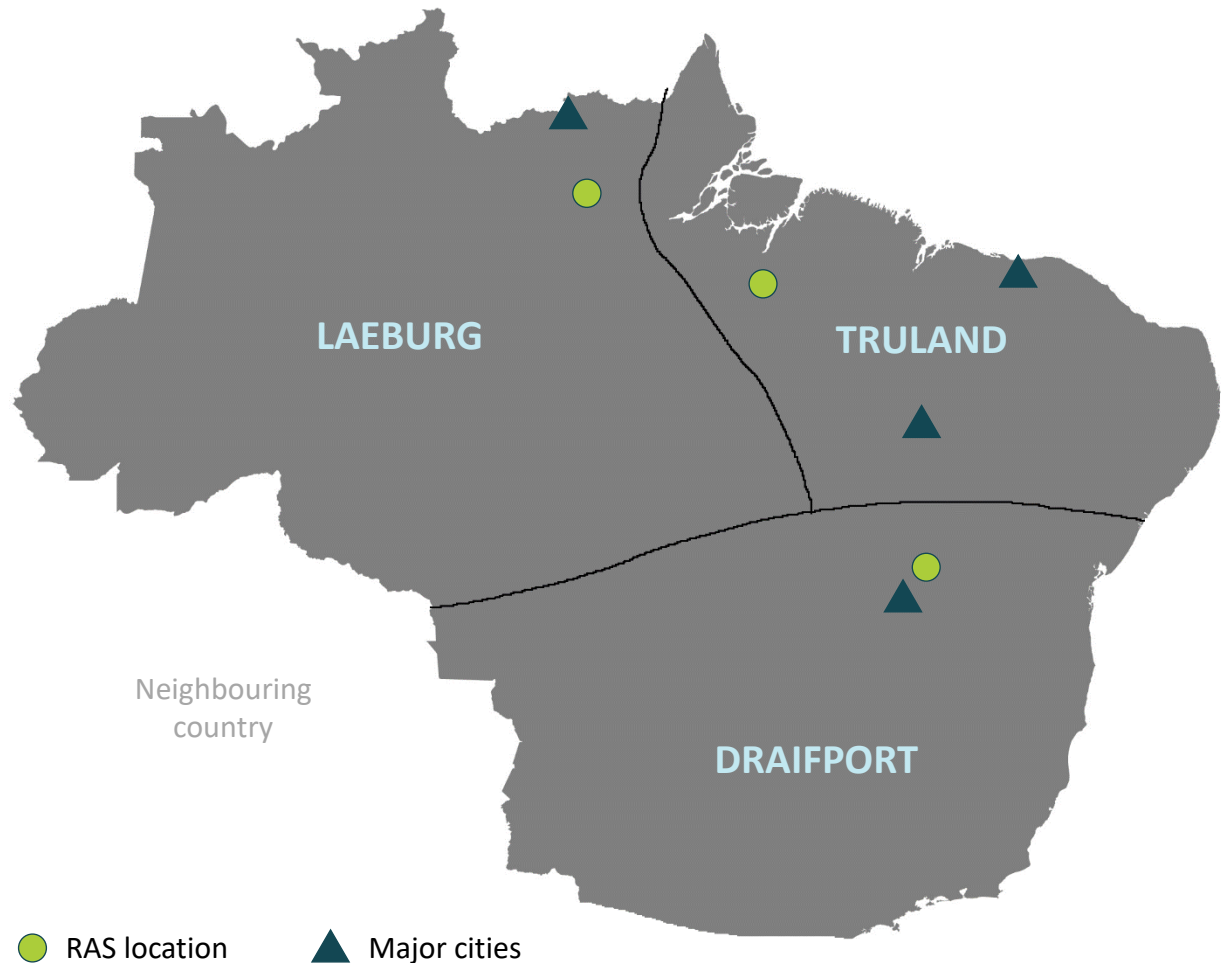 LAEBURG
TRULAND
Neighbouring
country
DRAIFPORT
RAS location
Major cities